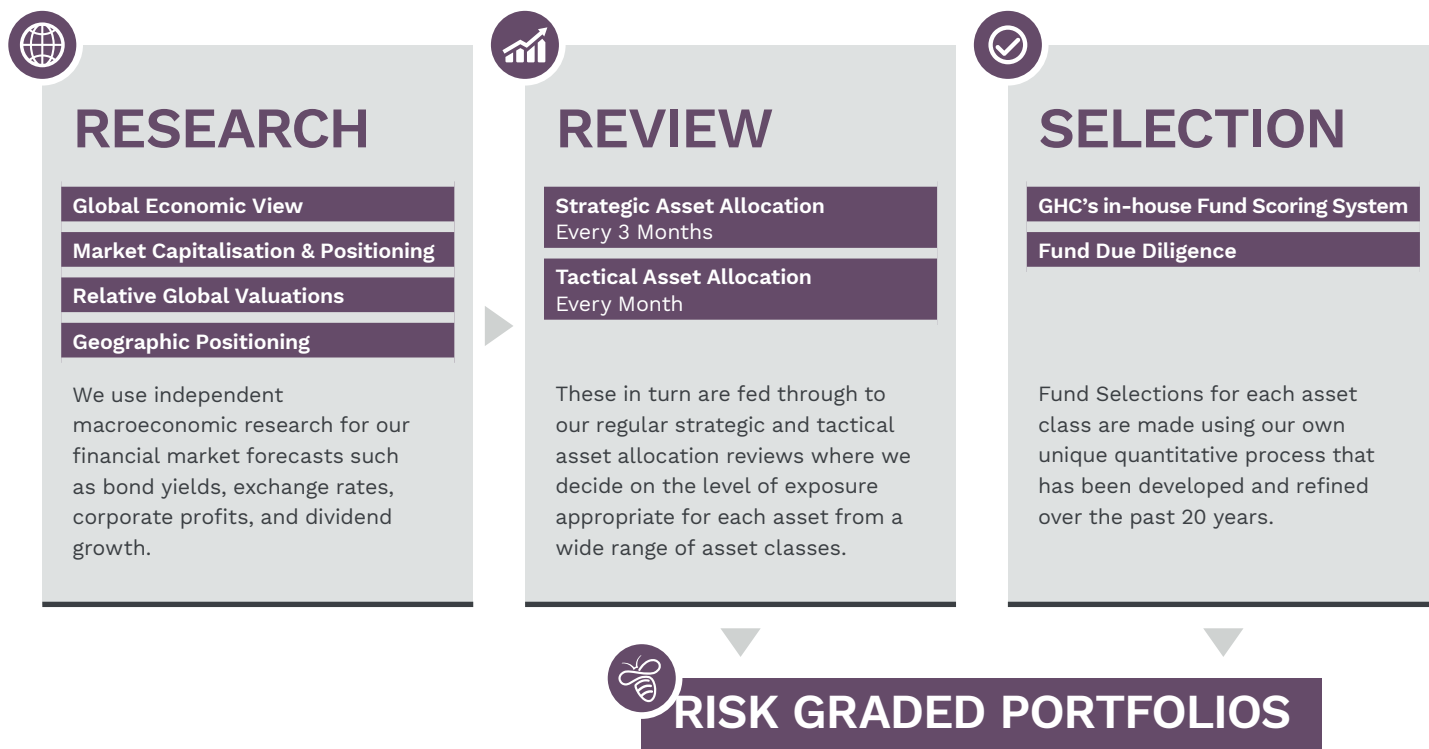 RESEARCH
Global Economic View
Market Capitalisation & Positioning
Relative Global Valuations
Geographic Positioning
We use independent
macroeconomic research for our
financial market forecasts such
as bond yields, exchange rates,
corporate profits, and dividend
growth.
REVIEW
Strategic Asset Allocation
Every 3 Months
Tactical Asset Allocation
Every Month
These in turn are fed through to
our regular strategic and tactical
asset allocation reviews where we
decide on the level of exposure
appropriate for each asset from a
wide range of asset classes.
SELECTION
GHC’s in-house Fund Scoring System
Fund Due Diligence
Fund Selections for each asset
class are made using our own
unique quantitative process that
has been developed and refined
over the past 20 years.
RISK GRADED PORTFOLIOS